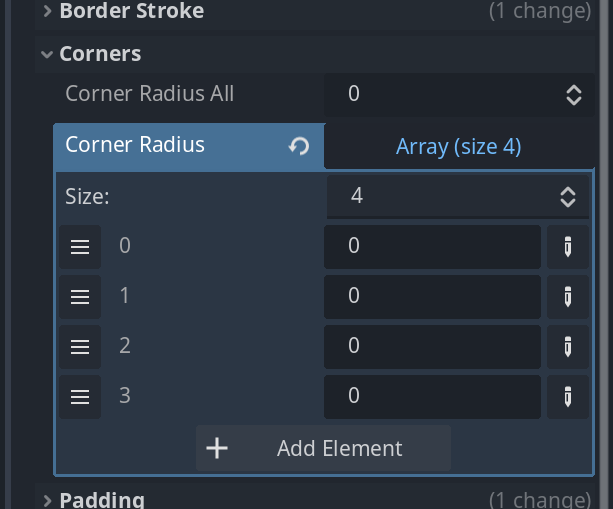 Border Stroke (1 change)
Corners
Corner Radius All 0
Corner Radius Array (size 4)
Size: 4
0 0
1 0
2 0
3 0
Add Element
Padding (1 change)